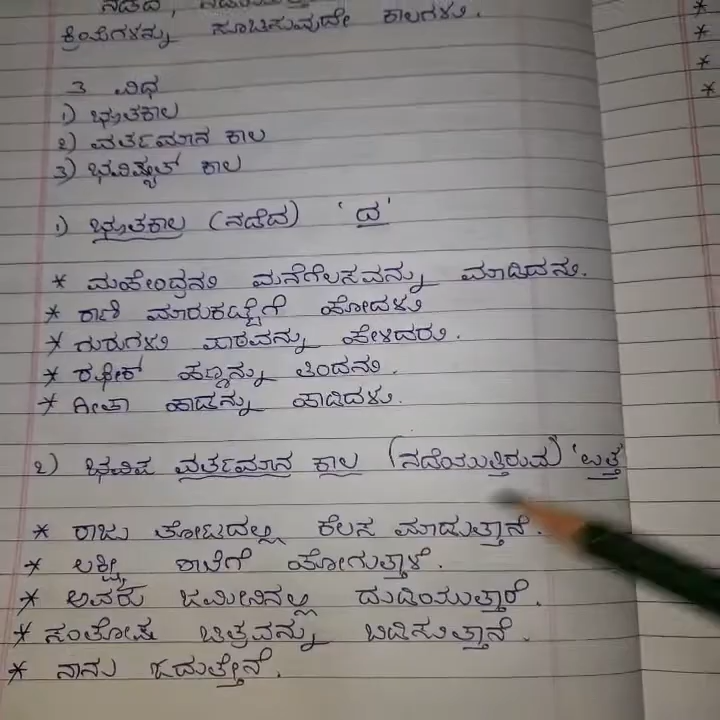 ಕ್ರಿಯೆಗಳನ್ನು ಸೂಚಿಸುವುದೇ ಕಾಲಗಳು.
3 ವಿಧ
1) ಭೂತಕಾಲ
2) ವರ್ತಮಾನ ಕಾಲ
3) ಭವಿಷ್ಯತ್ ಕಾಲ
1) ಭೂತಕಾಲ (ನಡೆದ) 'ದ'
* ಮಹೇಂದ್ರನು ಮನೆಗೆಲಸವನ್ನು ಮಾಡಿದನು.
* ರಾಣಿ ಮಾರುಕಟ್ಟೆಗೆ ಹೋದಳು
* ಗುರುಗಳು ಪಾಠವನ್ನು ಹೇಳಿದರು.
* ರಫೀಕ್ ಹಣ್ಣನ್ನು ತಿಂದನು.
* ಗೀತಾ ಹಾಡನ್ನು ಹಾಡಿದಳು.
2) ಭವಿಷ ವರ್ತಮಾನ ಕಾಲ (ನಡೆಯುತ್ತಿರುವ) 'ಉತ್ತ'
* ರಾಜು ತೋಟದಲ್ಲಿ ಕೆಲಸ ಮಾಡುತ್ತಾನೆ.
* ಲಕ್ಷ್ಮೀ ಶಾಲೆಗೆ ಹೋಗುತ್ತಾಳೆ.
* ಅವರು ಜಮೀನಿನಲ್ಲಿ ದುಡಿಯುತ್ತಾರೆ.
* ಸಂತೋಷ ಚಿತ್ರವನ್ನು ಬಿಡಿಸುತ್ತಾನೆ.
* ನಾನು ಓದುತ್ತೇನೆ.